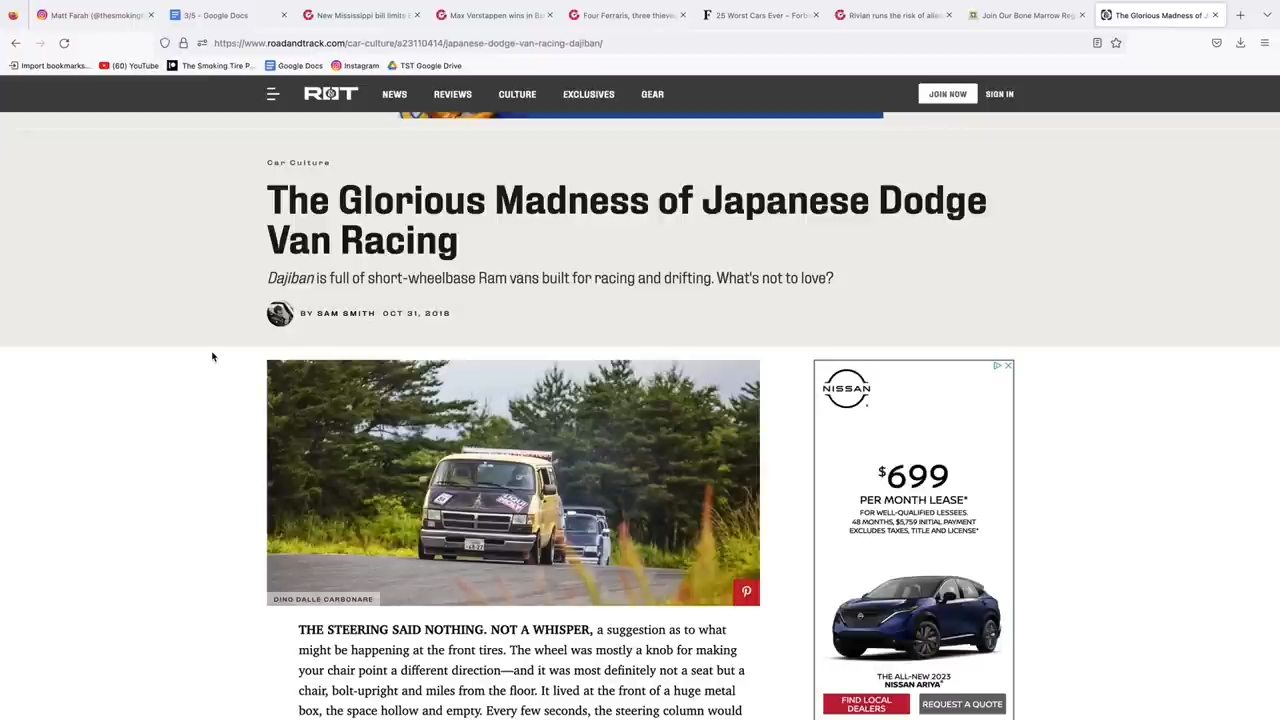 Matt Farah (@thesmokingt
3/5 - Google Docs
New Mississippi bill limits E
Max Verstappen wins in Ba
Four Ferraris, three thieve
25 Worst Cars Ever – Forbe
Rivian runs the risk of alien
Join Our Bone Marrow Reg
The Glorious Madness of J
https://www.roadandtrack.com/car-culture/a23110414/japanese-dodge-van-racing-dajiban/
Import bookmarks...
(60) YouTube
The Smoking Tire P...
Google Docs
Instagram
TST Google Drive
R&T
NEWS
REVIEWS
CULTURE
EXCLUSIVES
GEAR
JOIN NOW
SIGN IN
Car Culture
The Glorious Madness of Japanese Dodge
Van Racing
Dajiban is full of short-wheelbase Ram vans built for racing and drifting. What's not to love?
BY SAM SMITH OCT 31, 2018
DINO DALLE CARBONARE
THE STEERING SAID NOTHING. NOT A WHISPER, a suggestion as to what
might be happening at the front tires. The wheel was mostly a knob for making
your chair point a different direction—and it was most definitely not a seat but a
chair, bolt-upright and miles from the floor. It lived at the front of a huge metal
box, the space hollow and empty. Every few seconds, the steering column would
NISSAN
$699
PER MONTH LEASE*
FOR WELL-QUALIFIED LESSEES.
48 MONTHS, $5,759 INITIAL PAYMENT
EXCLUDES TAXES, TITLE AND LICENSE*
THE ALL-NEW 2023
NISSAN ARIYA
FIND LOCAL
DEALERS
REQUEST A QUOTE